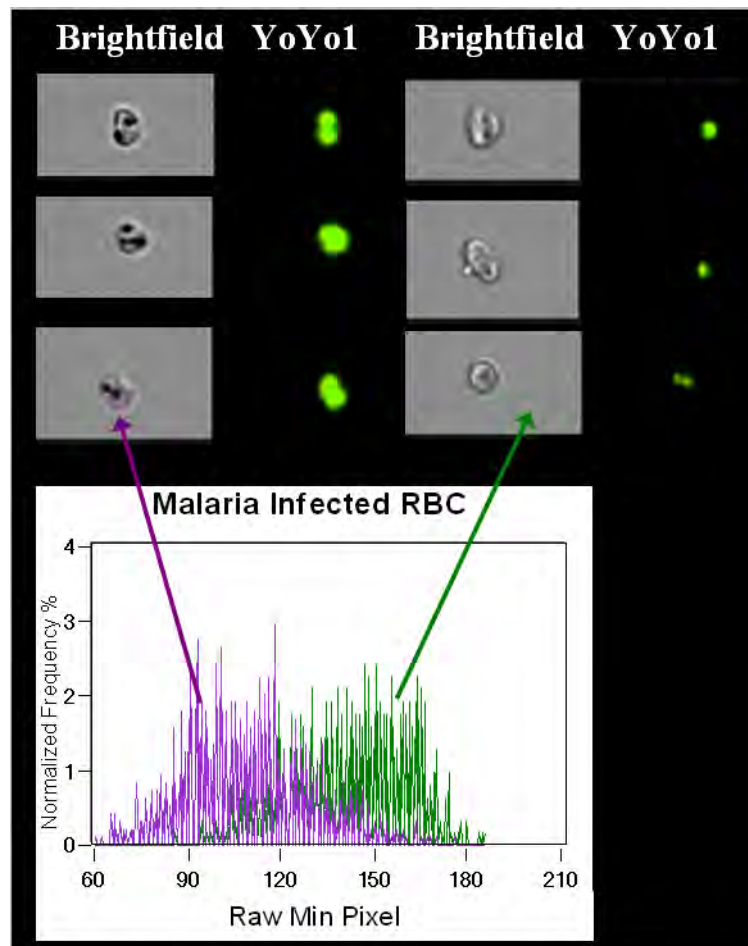 Brightfield YoYo1 Brightfield YoYo1
Malaria Infected RBC
Normalized Frequency %
4
3
2
1
0
60 90 120 150 180 210
Raw Min Pixel